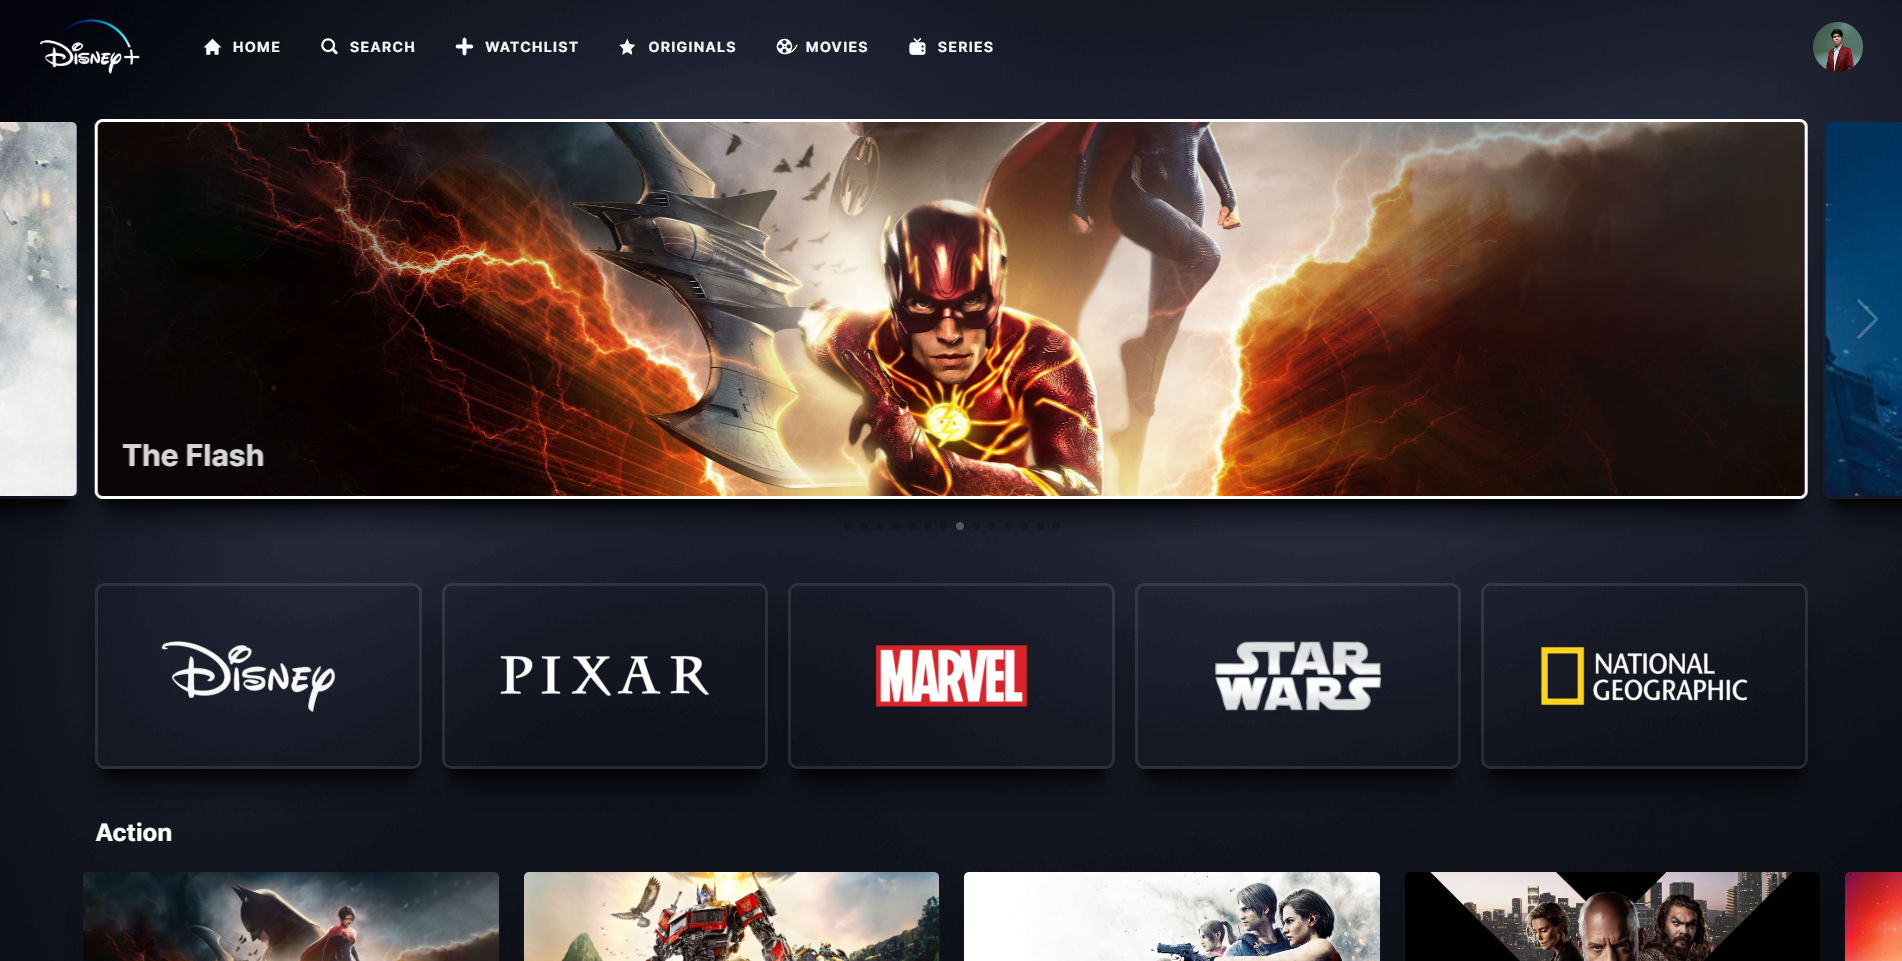 Disney+
HOME
SEARCH
WATCHLIST
ORIGINALS
MOVIES
SERIES
The Flash
Disney
PIXAR
MARVEL
STAR
WARS
NATIONAL
GEOGRAPHIC
Action